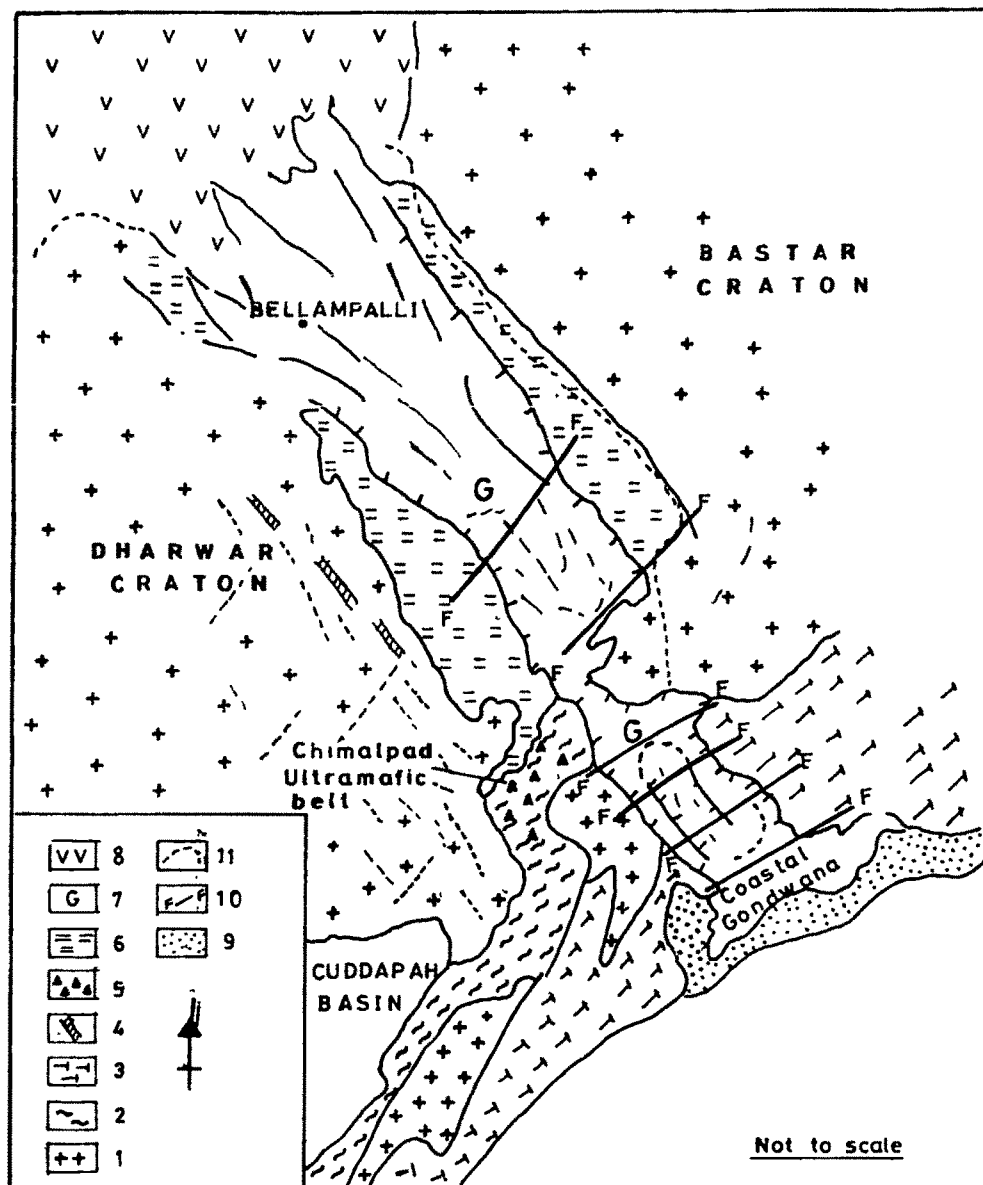 BASTAR
CRATON
BELLAMPALLI
F
G
F
DHARWAR
CRATON
F
F
F
G
F
Chimalpad
Ultramafic
belt
F
F
F
F
F
F
Coastal
Gondwana
CUDDAPAH
BASIN
V V 8
11
G 7
F F 10
6
9
5
4
3
2
1
Not to scale